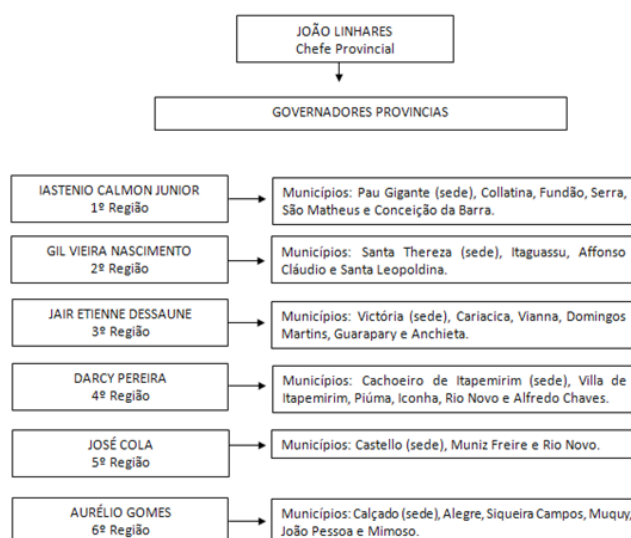 JOÃO LINHARES
Chefe Provincial
GOVERNADORES PROVINCIAS
IASTENIO CALMON JUNIOR
1º Região
Municípios: Pau Gigante (sede), Collatina, Fundão, Serra,
São Matheus e Conceição da Barra.
GIL VIEIRA NASCIMENTO
2º Região
Municípios: Santa Thereza (sede), Itaguassu, Affonso
Cláudio e Santa Leopoldina.
JAIR ETIENNE DESSAUNE
3º Região
Municípios: Victória (sede), Cariacica, Vianna, Domingos
Martins, Guarapary e Anchieta.
DARCY PEREIRA
4º Região
Municípios: Cachoeiro de Itapemirim (sede), Villa de
Itapemirim, Piúma, Iconha, Rio Novo e Alfredo Chaves.
JOSÉ COLA
5º Região
Municípios: Castello (sede), Muniz Freire e Rio Novo.
AURÉLIO GOMES
6º Região
Municípios: Calçado (sede), Alegre, Siqueira Campos, Muquy,
João Pessoa e Mimoso.